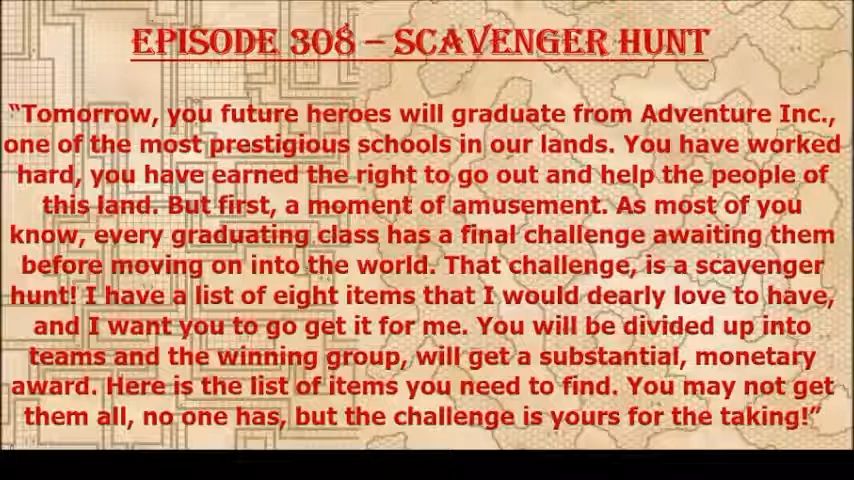 EPISODE 308 – SCAVENGER HUNT
“Tomorrow, you future heroes will graduate from Adventure Inc.,
one of the most prestigious schools in our lands. You have worked
hard, you have earned the right to go out and help the people of
this land. But first, a moment of amusement. As most of you
know, every graduating class has a final challenge awaiting them
before moving on into the world. That challenge, is a scavenger
hunt! I have a list of eight items that I would dearly love to have,
and I want you to go get it for me. You will be divided up into
teams and the winning group, will get a substantial, monetary
award. Here is the list of items you need to find. You may not get
them all, no one has, but the challenge is yours for the taking!”